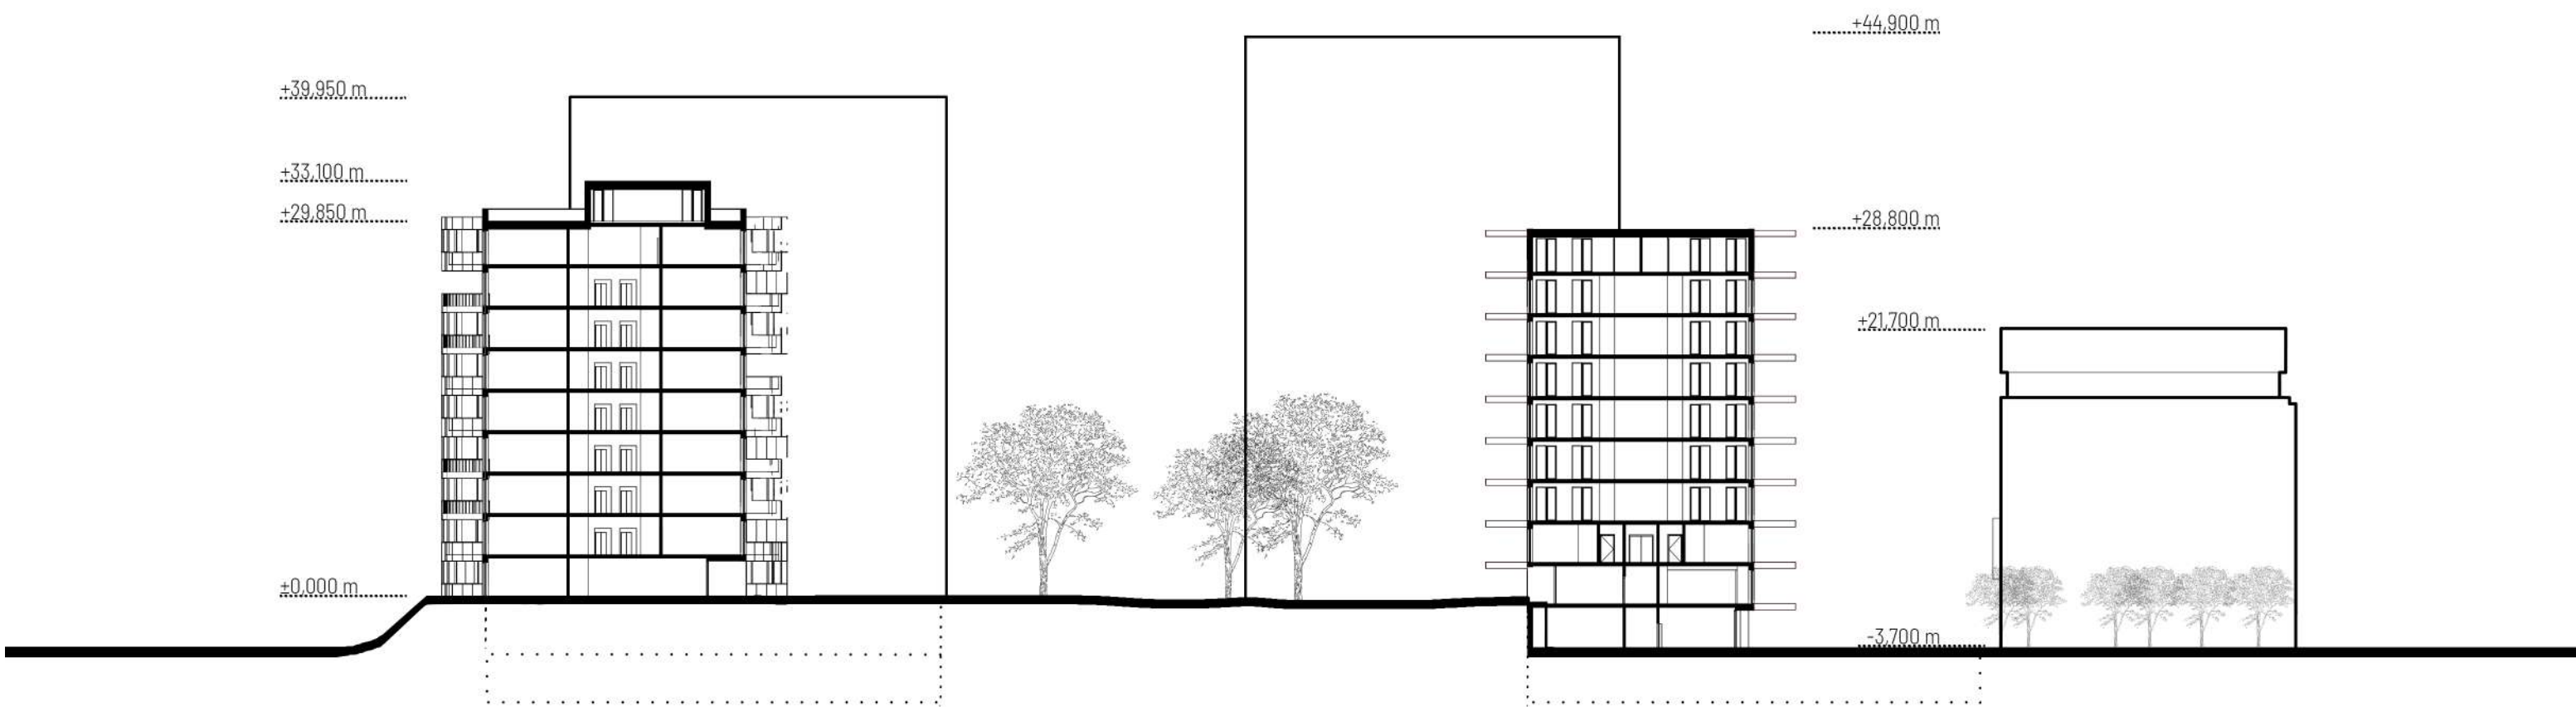 +44,900 m
+39,950 m
+33,100 m
+29,850 m
+28,800 m
+21,700 m
±0,000 m
-3,700 m